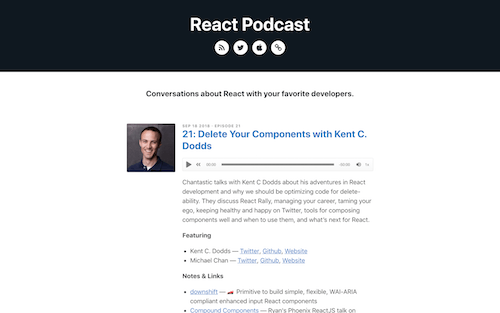 React Podcast
Conversations about React with your favorite developers.
SEP 18 2018 · EPISODE 21
21: Delete Your Components with Kent C.
Dodds
00:00
00:00
1x
Chantastic talks with Kent C Dodds about his adventures in React
development and why we should be optimizing code for delete-
ability. They discuss React Rally, managing your career, taming your
ego, keeping healthy and happy on Twitter, tools for composing
components well and when to use them, and what's next for React.
Featuring
• Kent C. Dodds — Twitter, Github, Website
• Michael Chan — Twitter, Github, Website
Notes & Links
• downshift — 🏎 Primitive to build simple, flexible, WAI-ARIA
compliant enhanced input React components
• Compound Components — Ryan's Phoenix ReactJS talk on